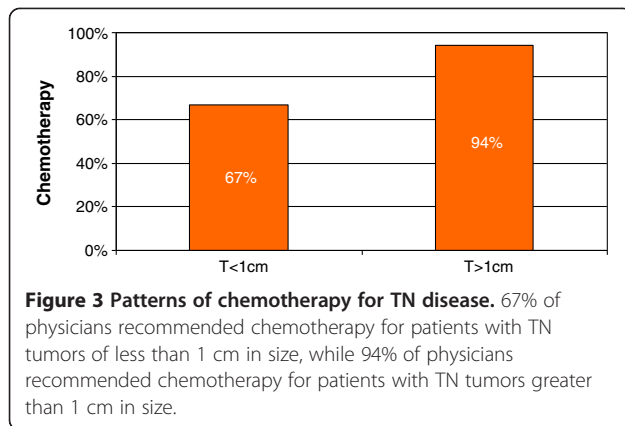 100%
80%
60%
40%
20%
0%
Chemotherapy
67%
94%
T<1cm
T>1cm
Figure 3 Patterns of chemotherapy for TN disease. 67% of
physicians recommended chemotherapy for patients with TN
tumors of less than 1 cm in size, while 94% of physicians
recommended chemotherapy for patients with TN tumors greater
than 1 cm in size.